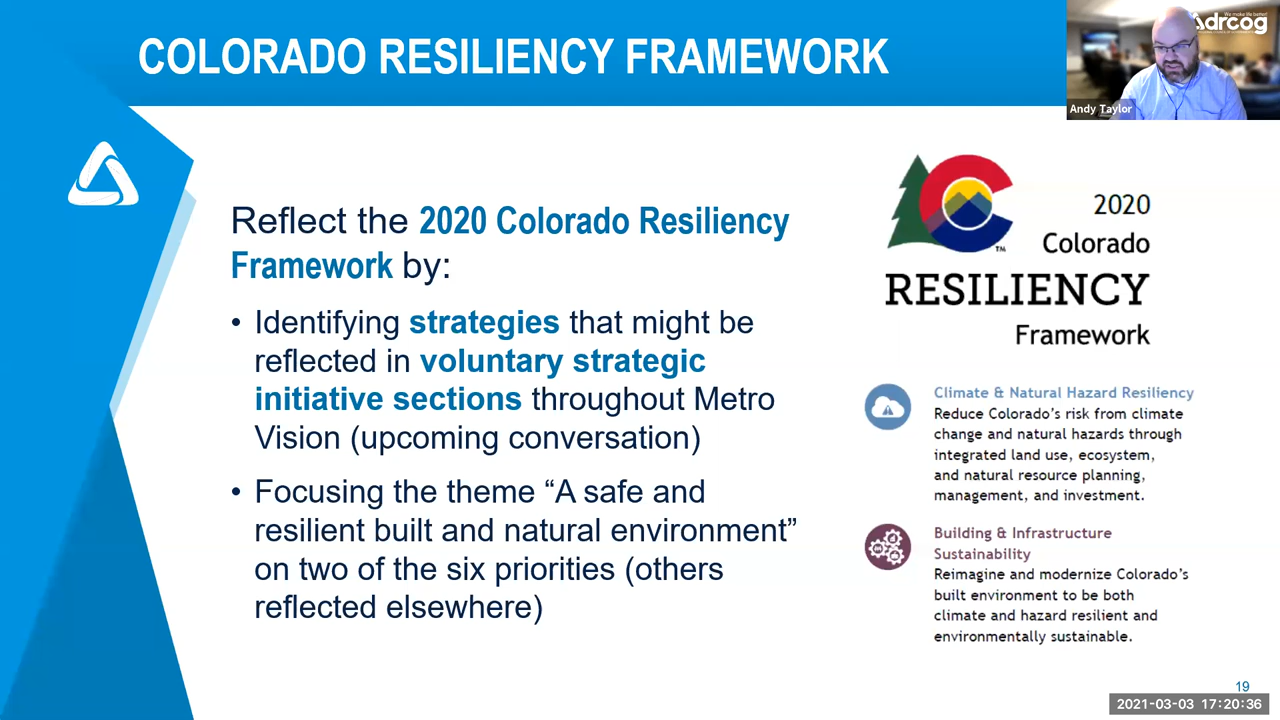 COLORADO RESILIENCY FRAMEWORK
We make life better!
drcog
Andy Taylor
Reflect the 2020 Colorado Resiliency
Framework by:
• Identifying strategies that might be
reflected in voluntary strategic
initiative sections throughout Metro
Vision (upcoming conversation)
• Focusing the theme “A safe and
resilient built and natural environment”
on two of the six priorities (others
reflected elsewhere)
TM
2020
Colorado
RESILIENCY
Framework
Climate & Natural Hazard Resiliency
Reduce Colorado’s risk from climate
change and natural hazards through
integrated land use, ecosystem,
and natural resource planning,
management, and investment.
Building & Infrastructure
Sustainability
Reimagine and modernize Colorado’s
built environment to be both
climate and hazard resilient and
environmentally sustainable.
19
2021-03-03 17:20:36